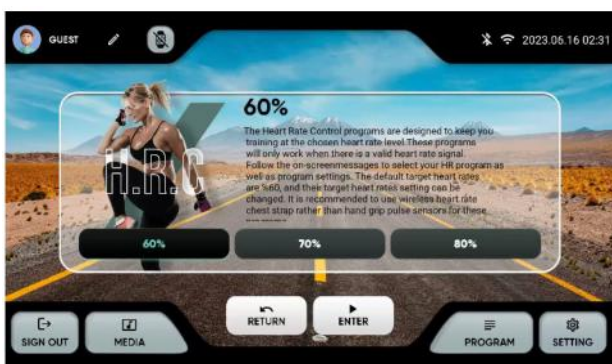 GUEST
2023.06.16 02:31
60%
The Heart Rate Control programs are designed to keep you
training at the chosen heart rate level.These programs
will only work when there is a valid heart rate signal.
Follow the on-screenmessages to select your HR program as
well as program settings. The default target heart rates
are %60, and their target heart rates setting can be
changed. It is recommended to use wireless heart rate
chest strap rather than hand grip pulse sensors for these
H.R.C
60%
70%
80%
RETURN
ENTER
SIGN OUT
MEDIA
PROGRAM
SETTING